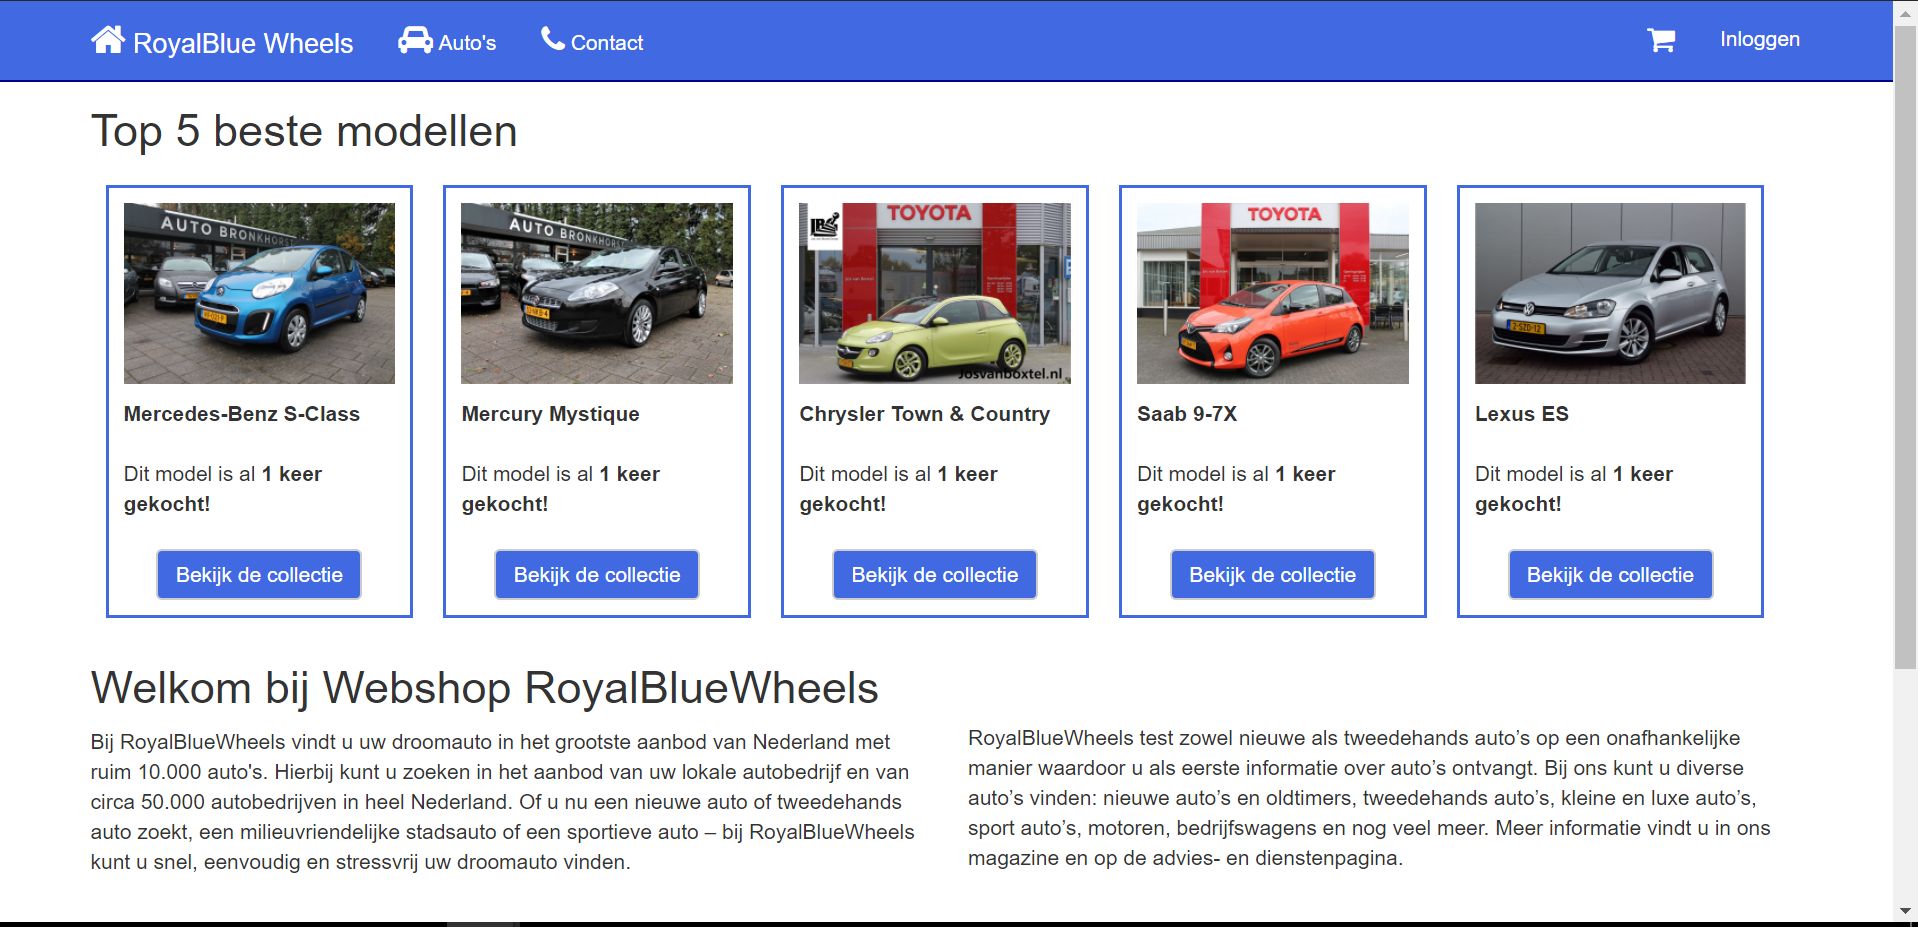 RoyalBlue Wheels Auto's Contact Inloggen
Top 5 beste modellen
AUTO BRONKHORST
AUTO BRONKHORST
TOYOTA
Josvanboxtel.nl
TOYOTA
2-SZD-12
Mercedes-Benz S-Class
Dit model is al 1 keer
gekocht!
Bekijk de collectie
Mercury Mystique
Dit model is al 1 keer
gekocht!
Bekijk de collectie
Chrysler Town & Country
Dit model is al 1 keer
gekocht!
Bekijk de collectie
Saab 9-7X
Dit model is al 1 keer
gekocht!
Bekijk de collectie
Lexus ES
Dit model is al 1 keer
gekocht!
Bekijk de collectie
Welkom bij Webshop RoyalBlueWheels
Bij RoyalBlueWheels vindt u uw droomauto in het grootste aanbod van Nederland met
ruim 10.000 auto's. Hierbij kunt u zoeken in het aanbod van uw lokale autobedrijf en van
circa 50.000 autobedrijven in heel Nederland. Of u nu een nieuwe auto of tweedehands
auto zoekt, een milieuvriendelijke stadsauto of een sportieve auto – bij RoyalBlueWheels
kunt u snel, eenvoudig en stressvrij uw droomauto vinden.
RoyalBlueWheels test zowel nieuwe als tweedehands auto’s op een onafhankelijke
manier waardoor u als eerste informatie over auto’s ontvangt. Bij ons kunt u diverse
auto’s vinden: nieuwe auto’s en oldtimers, tweedehands auto’s, kleine en luxe auto’s,
sport auto’s, motoren, bedrijfswagens en nog veel meer. Meer informatie vindt u in ons
magazine en op de advies- en dienstenpagina.